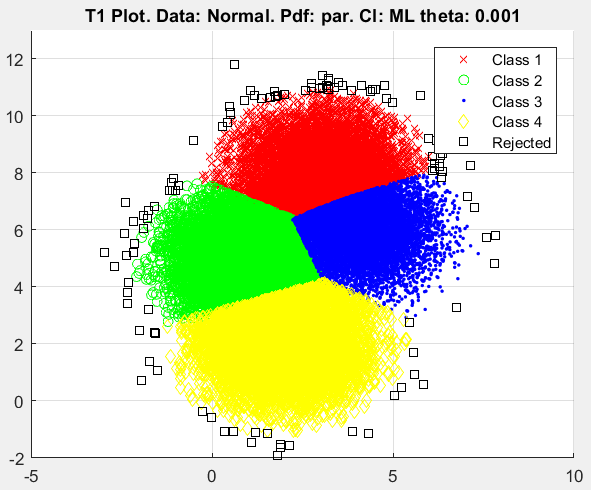 T1 Plot. Data: Normal. Pdf: par. Cl: ML theta: 0.001
Class 1
Class 2
Class 3
Class 4
Rejected
12
10
8
6
4
2
0
-2
-5
0
5
10